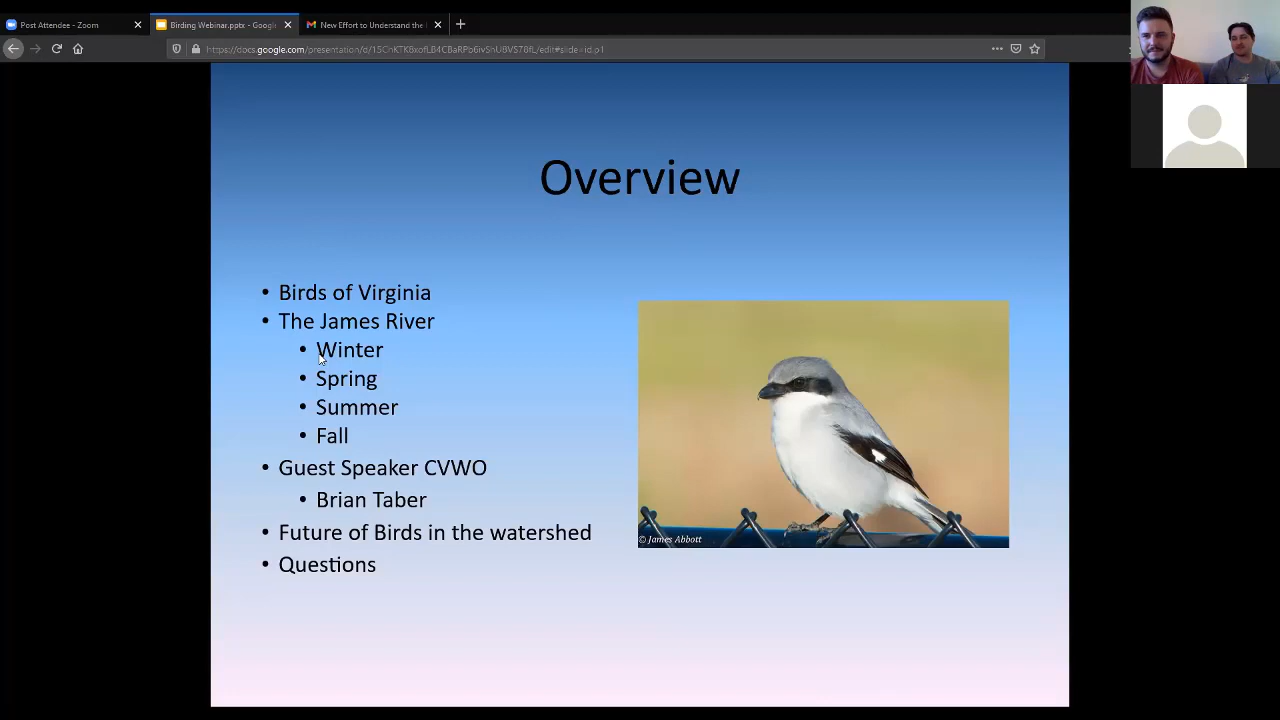 Post Attendee - Zoom
Birding Webinar.pptx - Google
New Effort to Understand the
Overview
• Birds of Virginia
• The James River
• Winter
• Spring
• Summer
• Fall
• Guest Speaker CVWO
• Brian Taber
• Future of Birds in the watershed
• Questions
© James Abbott